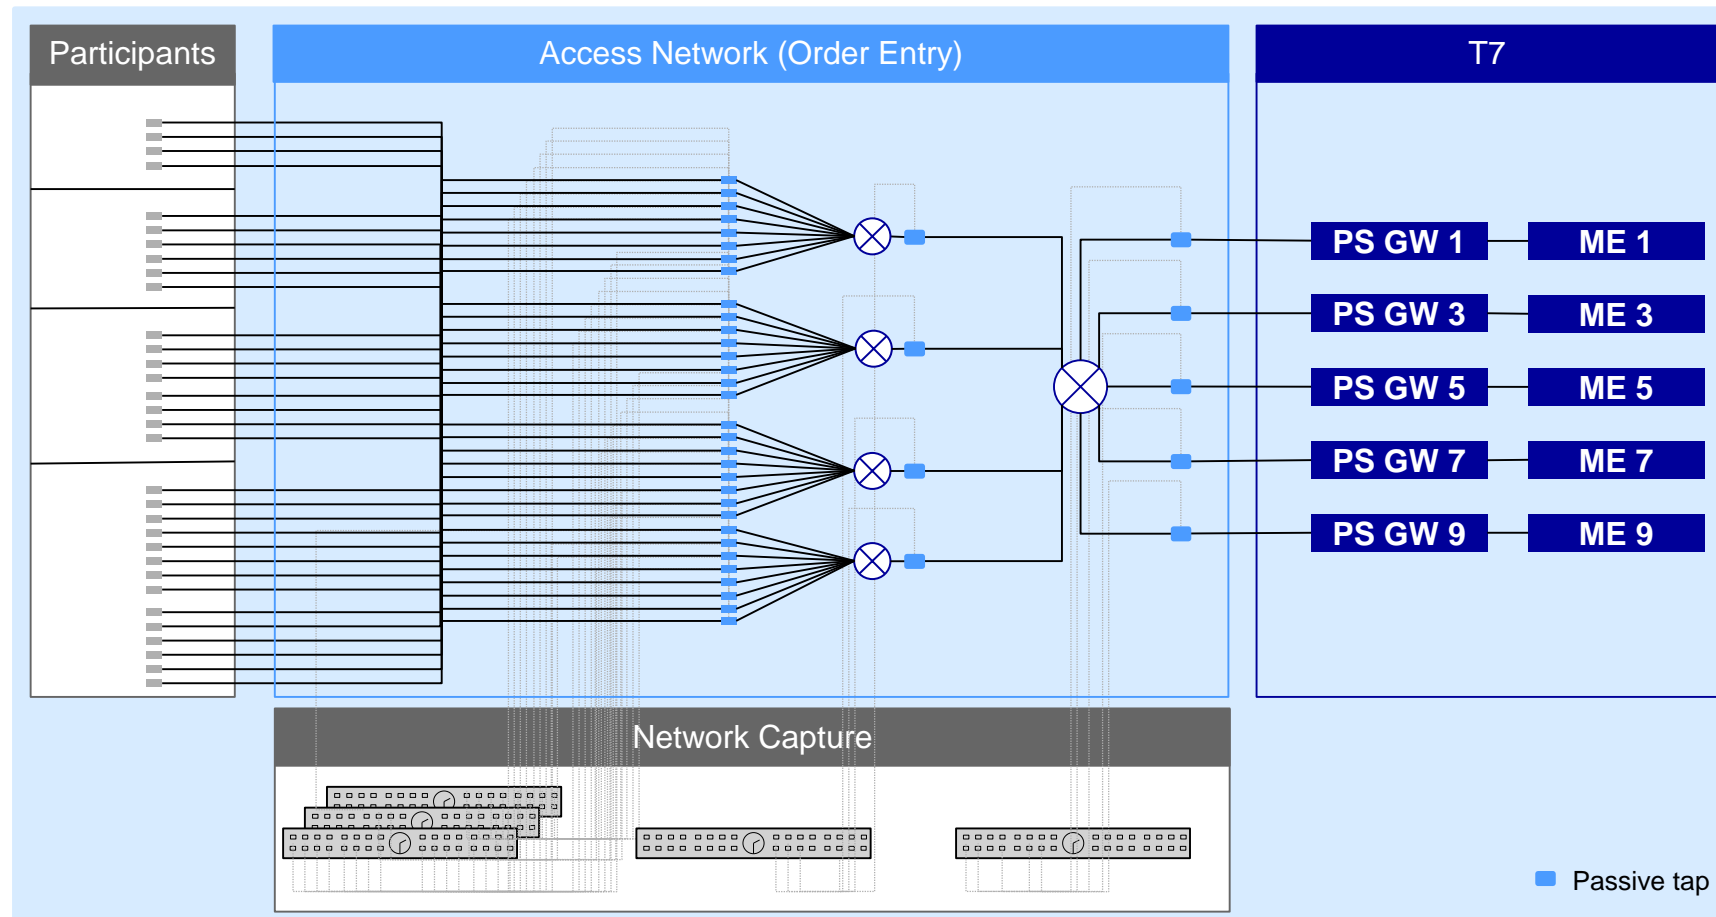 Participants
Access Network (Order Entry)
T7
PS GW 1
ME 1
PS GW 3
ME 3
PS GW 5
ME 5
PS GW 7
ME 7
PS GW 9
ME 9
Network Capture
Passive tap